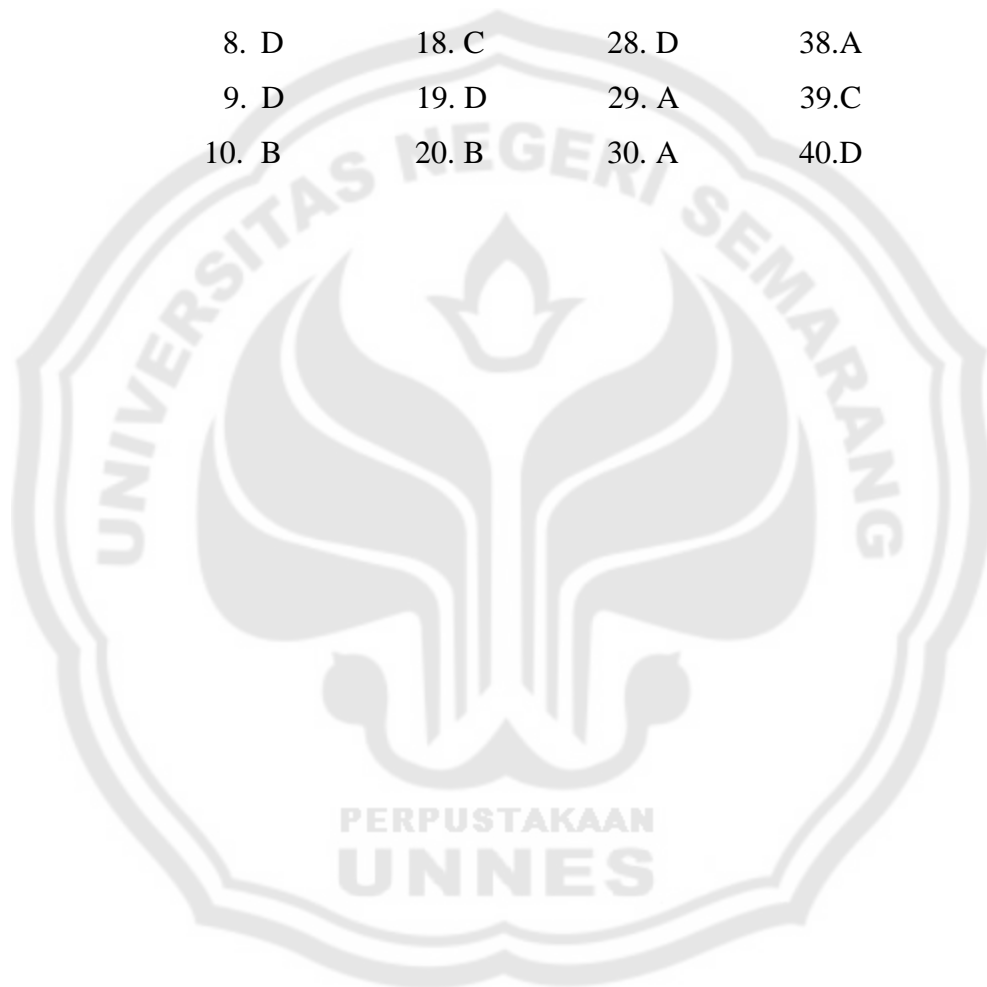 8. D 18. C 28. D 38.A
9. D 19. D 29. A 39.C
10. B 20. B 30. A 40.D
UNIVERSITAS NEGERI SEMARANG
PERPUSTAKAAN
UNNES